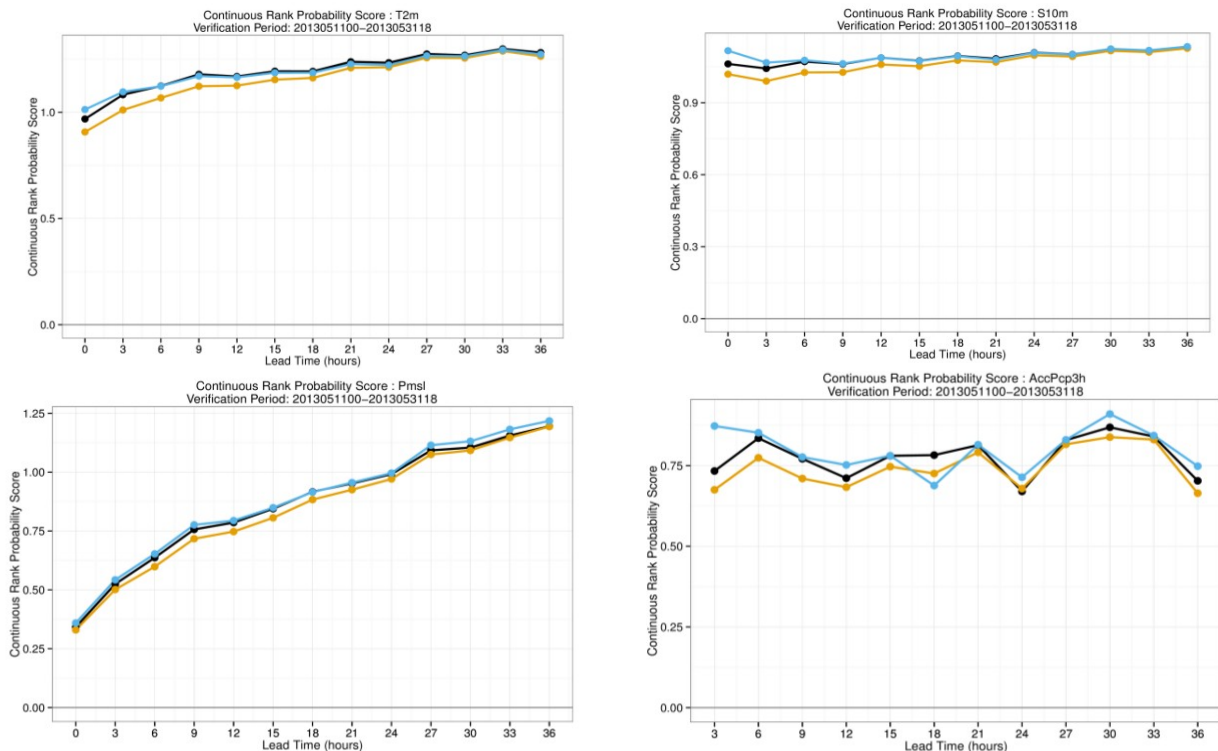 Continuous Rank Probability Score : T2m
Verification Period: 2013051100−2013053118
Continuous Rank Probability Score
1.0
0.5
0.0
0 3 6 9 12 15 18 21 24 27 30 33 36
Lead Time (hours)
Continuous Rank Probability Score : S10m
Verification Period: 2013051100−2013053118
Continuous Rank Probability Score
0.9
0.6
0.3
0.0
0 3 6 9 12 15 18 21 24 27 30 33 36
Lead Time (hours)
Continuous Rank Probability Score : Pmsl
Verification Period: 2013051100−2013053118
Continuous Rank Probability Score
1.25
1.00
0.75
0.50
0.25
0.00
0 3 6 9 12 15 18 21 24 27 30 33 36
Lead Time (hours)
Continuous Rank Probability Score : AccPcp3h
Verification Period: 2013051100−2013053118
Continuous Rank Probability Score
0.75
0.50
0.25
0.00
3 6 9 12 15 18 21 24 27 30 33 36
Lead Time (hours)